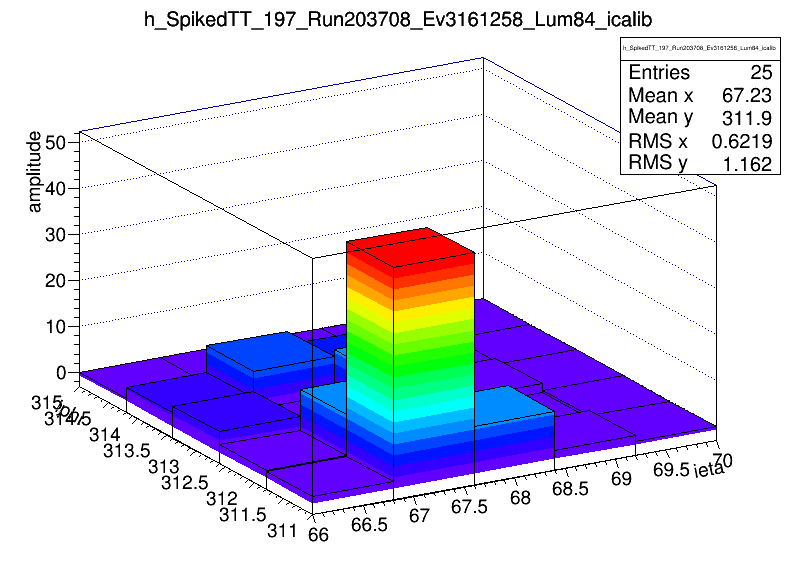 h_SpikedTT_197_Run203708_Ev3161258_Lum84_icalib
h_SpikedTT_197_Run203708_Ev3161258_Lum84_icalib
Entries 25
Mean x 67.23
Mean y 311.9
RMS x 0.6219
RMS y 1.162
amplitude
50
40
30
20
10
0
315
314.5
314
313.5
313
312.5
312
311.5
311
66
66.5
67
67.5
68
68.5
69
69.5
70
ieta